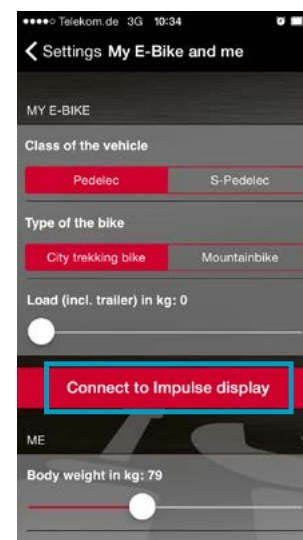 Telekom.de 3G 10:34
Settings My E-Bike and me
MY E-BIKE
Class of the vehicle
Pedelec S-Pedelec
Type of the bike
City trekking bike Mountainbike
Load (incl. trailer) in kg: 0
Connect to Impulse display
ME
Body weight in kg: 79